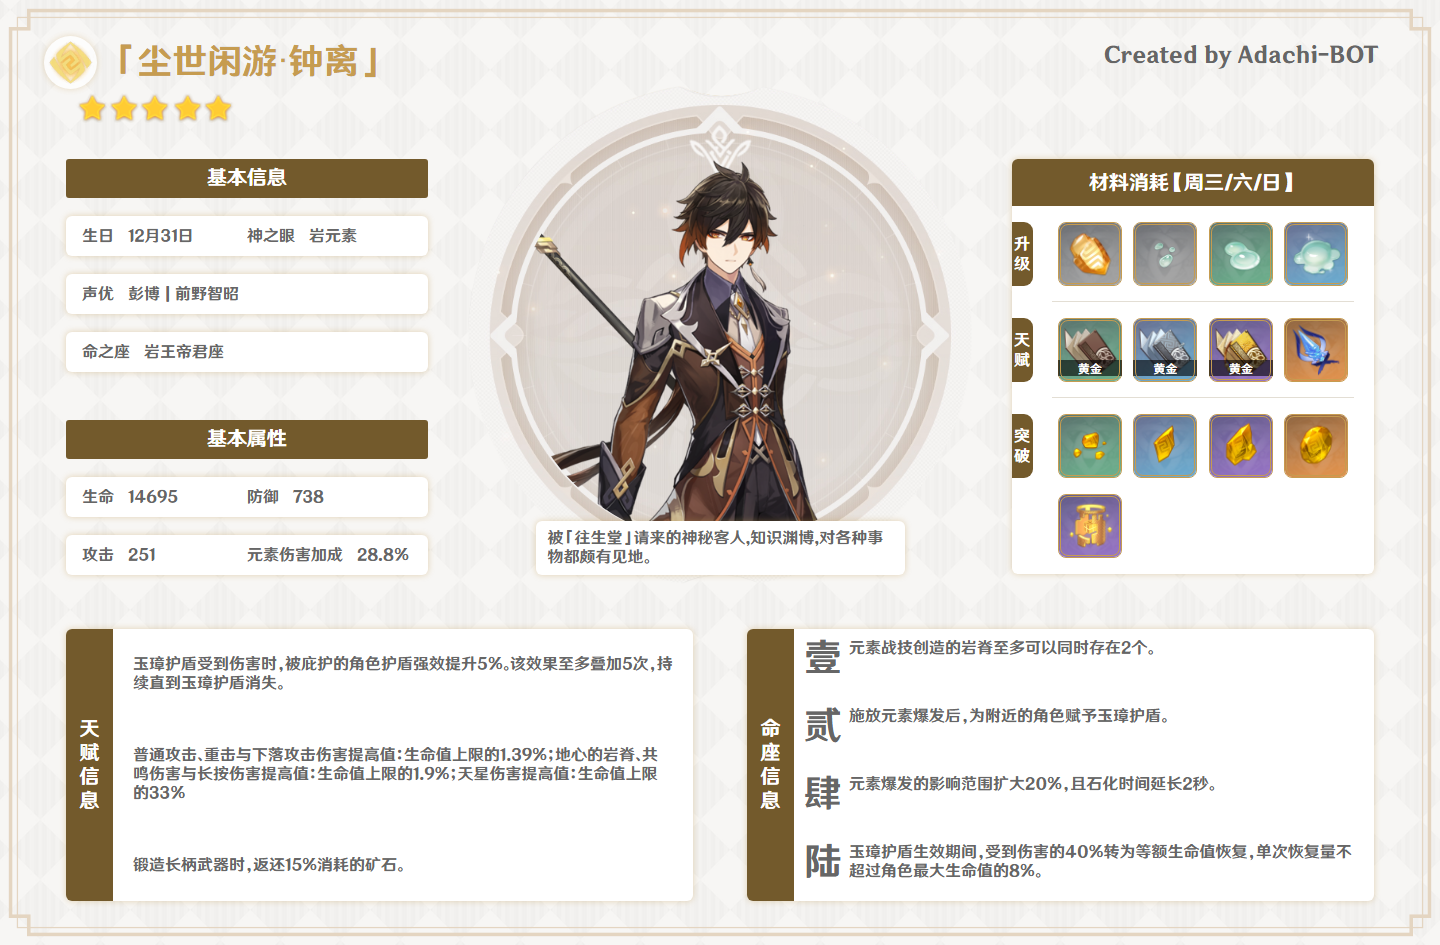 「尘世闲游·钟离」
Created by Adachi-BOT
基本信息
生日 12月31日 神之眼 岩元素
声优 彭博 | 前野智昭
命之座 岩王帝君座
基本属性
生命 14695 防御 738
攻击 251 元素伤害加成 28.8%
被「往生堂」请来的神秘客人,知识渊博,对各种事
物都颇有见地。
材料消耗【周三/六/日】
升级
天赋
黄金 黄金 黄金
突破
天赋信息
玉璋护盾受到伤害时,被庇护的角色护盾强效提升5%。该效果至多叠加5次,持
续直到玉璋护盾消失。
普通攻击、重击与下落攻击伤害提高值:生命值上限的1.39%;地心的岩脊、共
鸣伤害与长按伤害提高值:生命值上限的1.9%;天星伤害提高值:生命值上限
的33%
锻造长柄武器时,返还15%消耗的矿石。
命座信息
壹 元素战技创造的岩脊至多可以同时存在2个。
贰 施放元素爆发后,为附近的角色赋予玉璋护盾。
肆 元素爆发的影响范围扩大20%,且石化时间延长2秒。
陆 玉璋护盾生效期间,受到伤害的40%转为等额生命值恢复,单次恢复量不
超过角色最大生命值的8%。